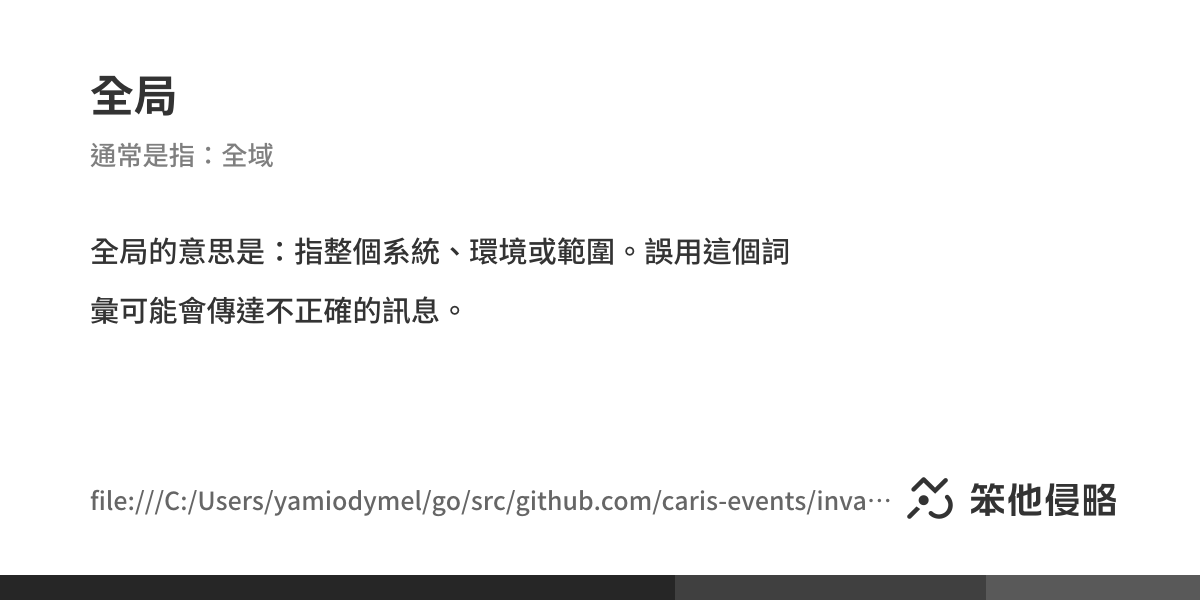 全局
通常是指：全域
全局的意思是：指整個系統、環境或範圍。誤用這個詞
彙可能會傳達不正確的訊息。
file:///C:/Users/yamiodymel/go/src/github.com/caris-events/inva…
笨他侵略